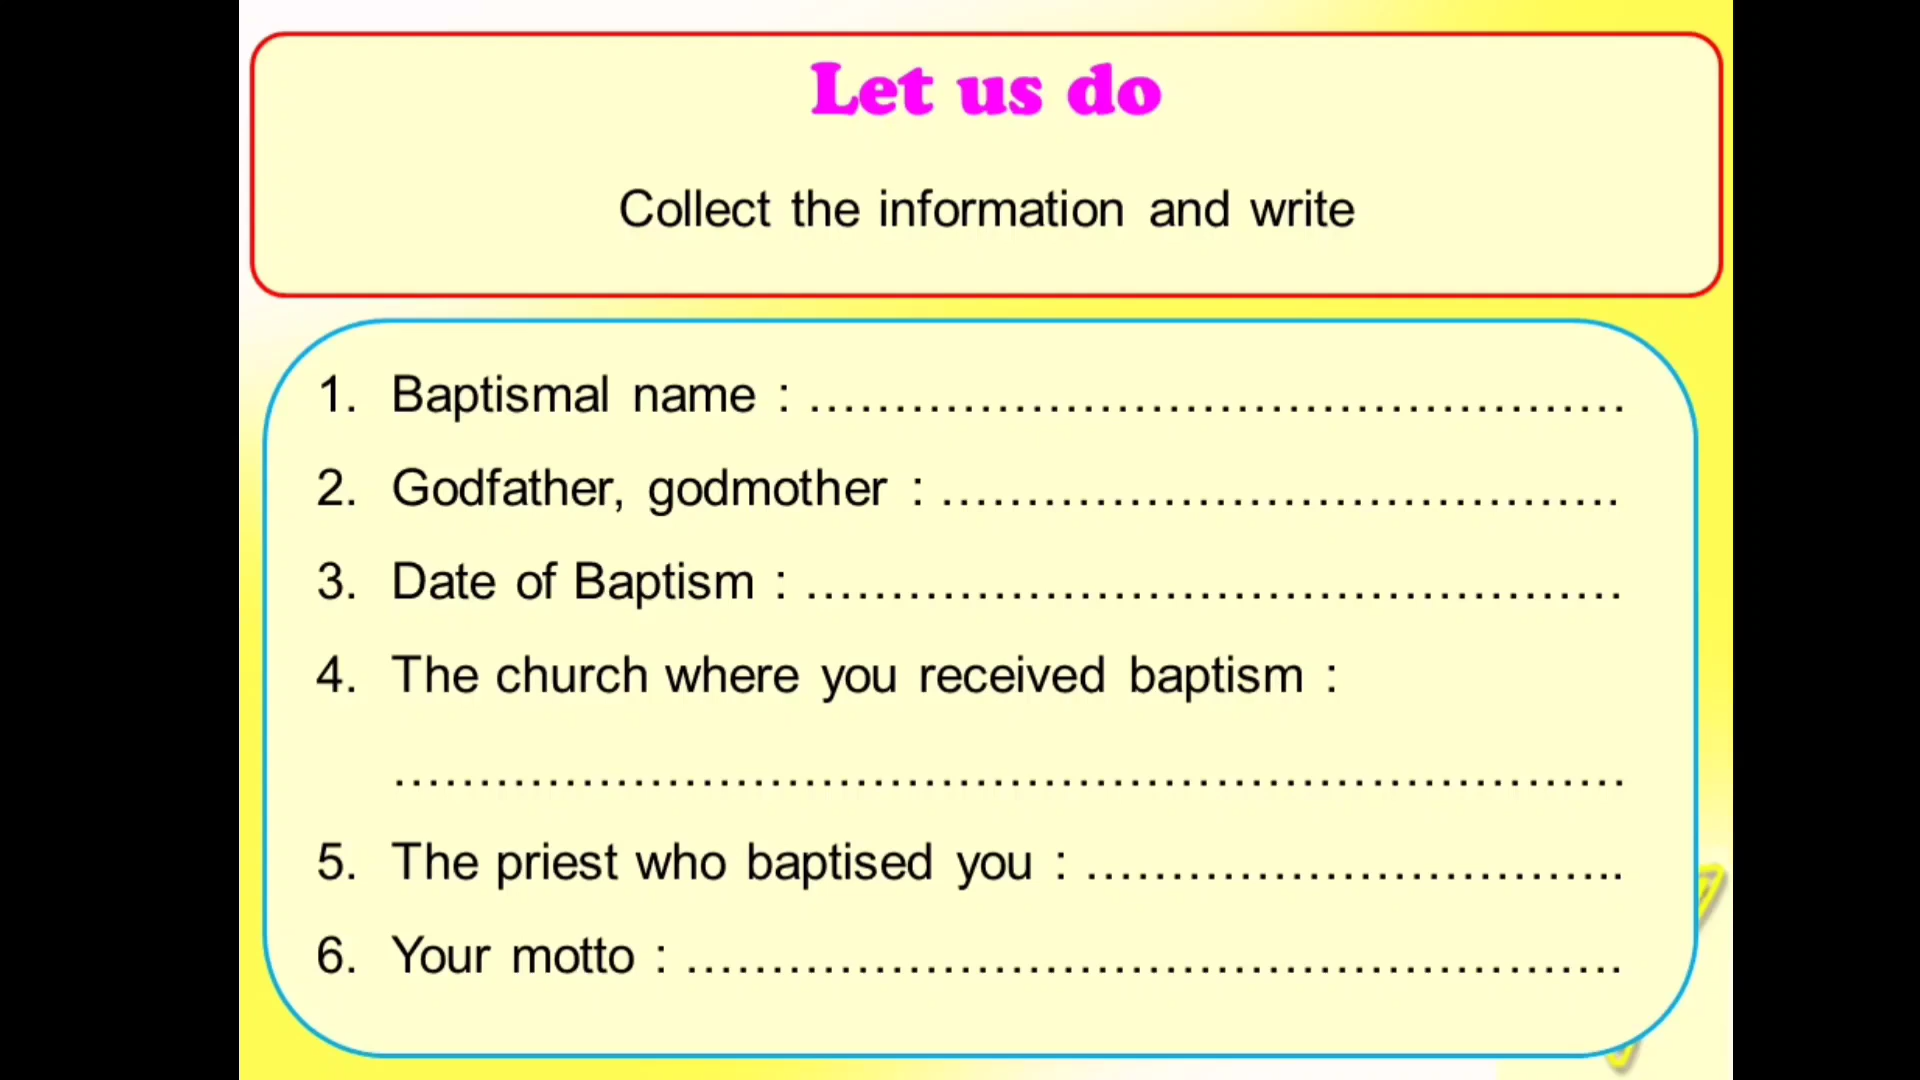 Let us do
Collect the information and write
1. Baptismal name : ................................................
2. Godfather, godmother : ........................................
3. Date of Baptism : ................................................
4. The church where you received baptism :
........................................................................
5. The priest who baptised you : ................................
6. Your motto : .......................................................